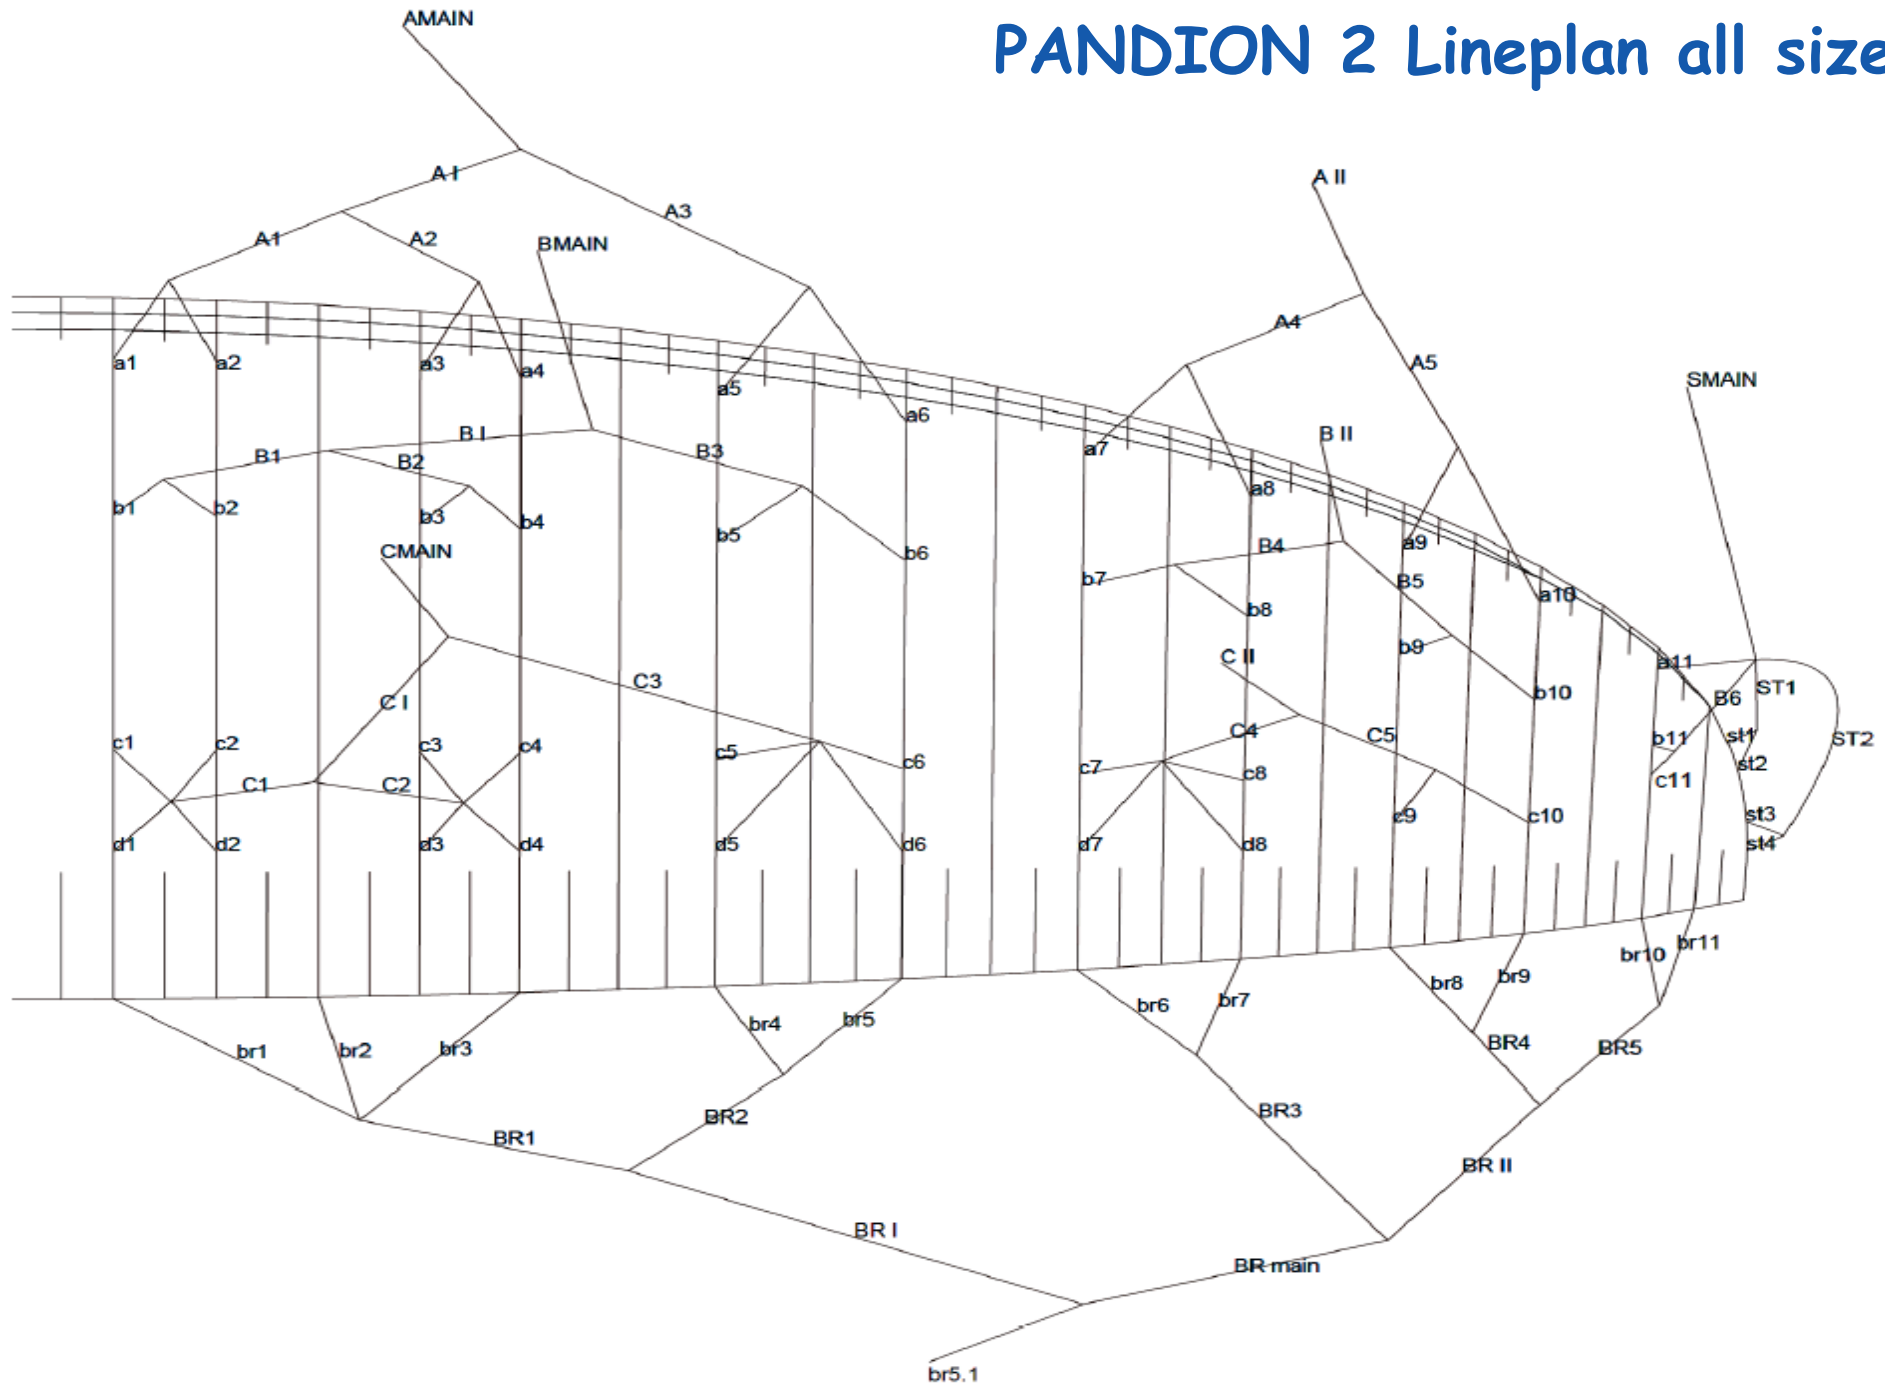 AMAIN
PANDION 2 Lineplan all size
A I
A II
A3
A1
A2
BMAIN
A4
A5
a1
a2
a3
a4
a5
SMAIN
a6
B I
B II
B1
B2
B3
a7
a8
b1
b2
b3
b4
b5
a9
CMAIN
b6
B4
b7
B5
a10
b8
b9
C II
a11
C3
C I
b10
B6
ST1
c1
c2
c3
c4
c5
C4
C5
b11
st1
ST2
c6
c7
c8
st2
C1
C2
c11
c9
c10
st3
d1
d2
d3
d4
d5
d6
d7
d8
st4
br10
br11
br8
br9
br6
br7
br4
br5
br1
br2
br3
BR4
BR5
BR2
BR3
BR1
BR II
BR I
BR main
br5.1